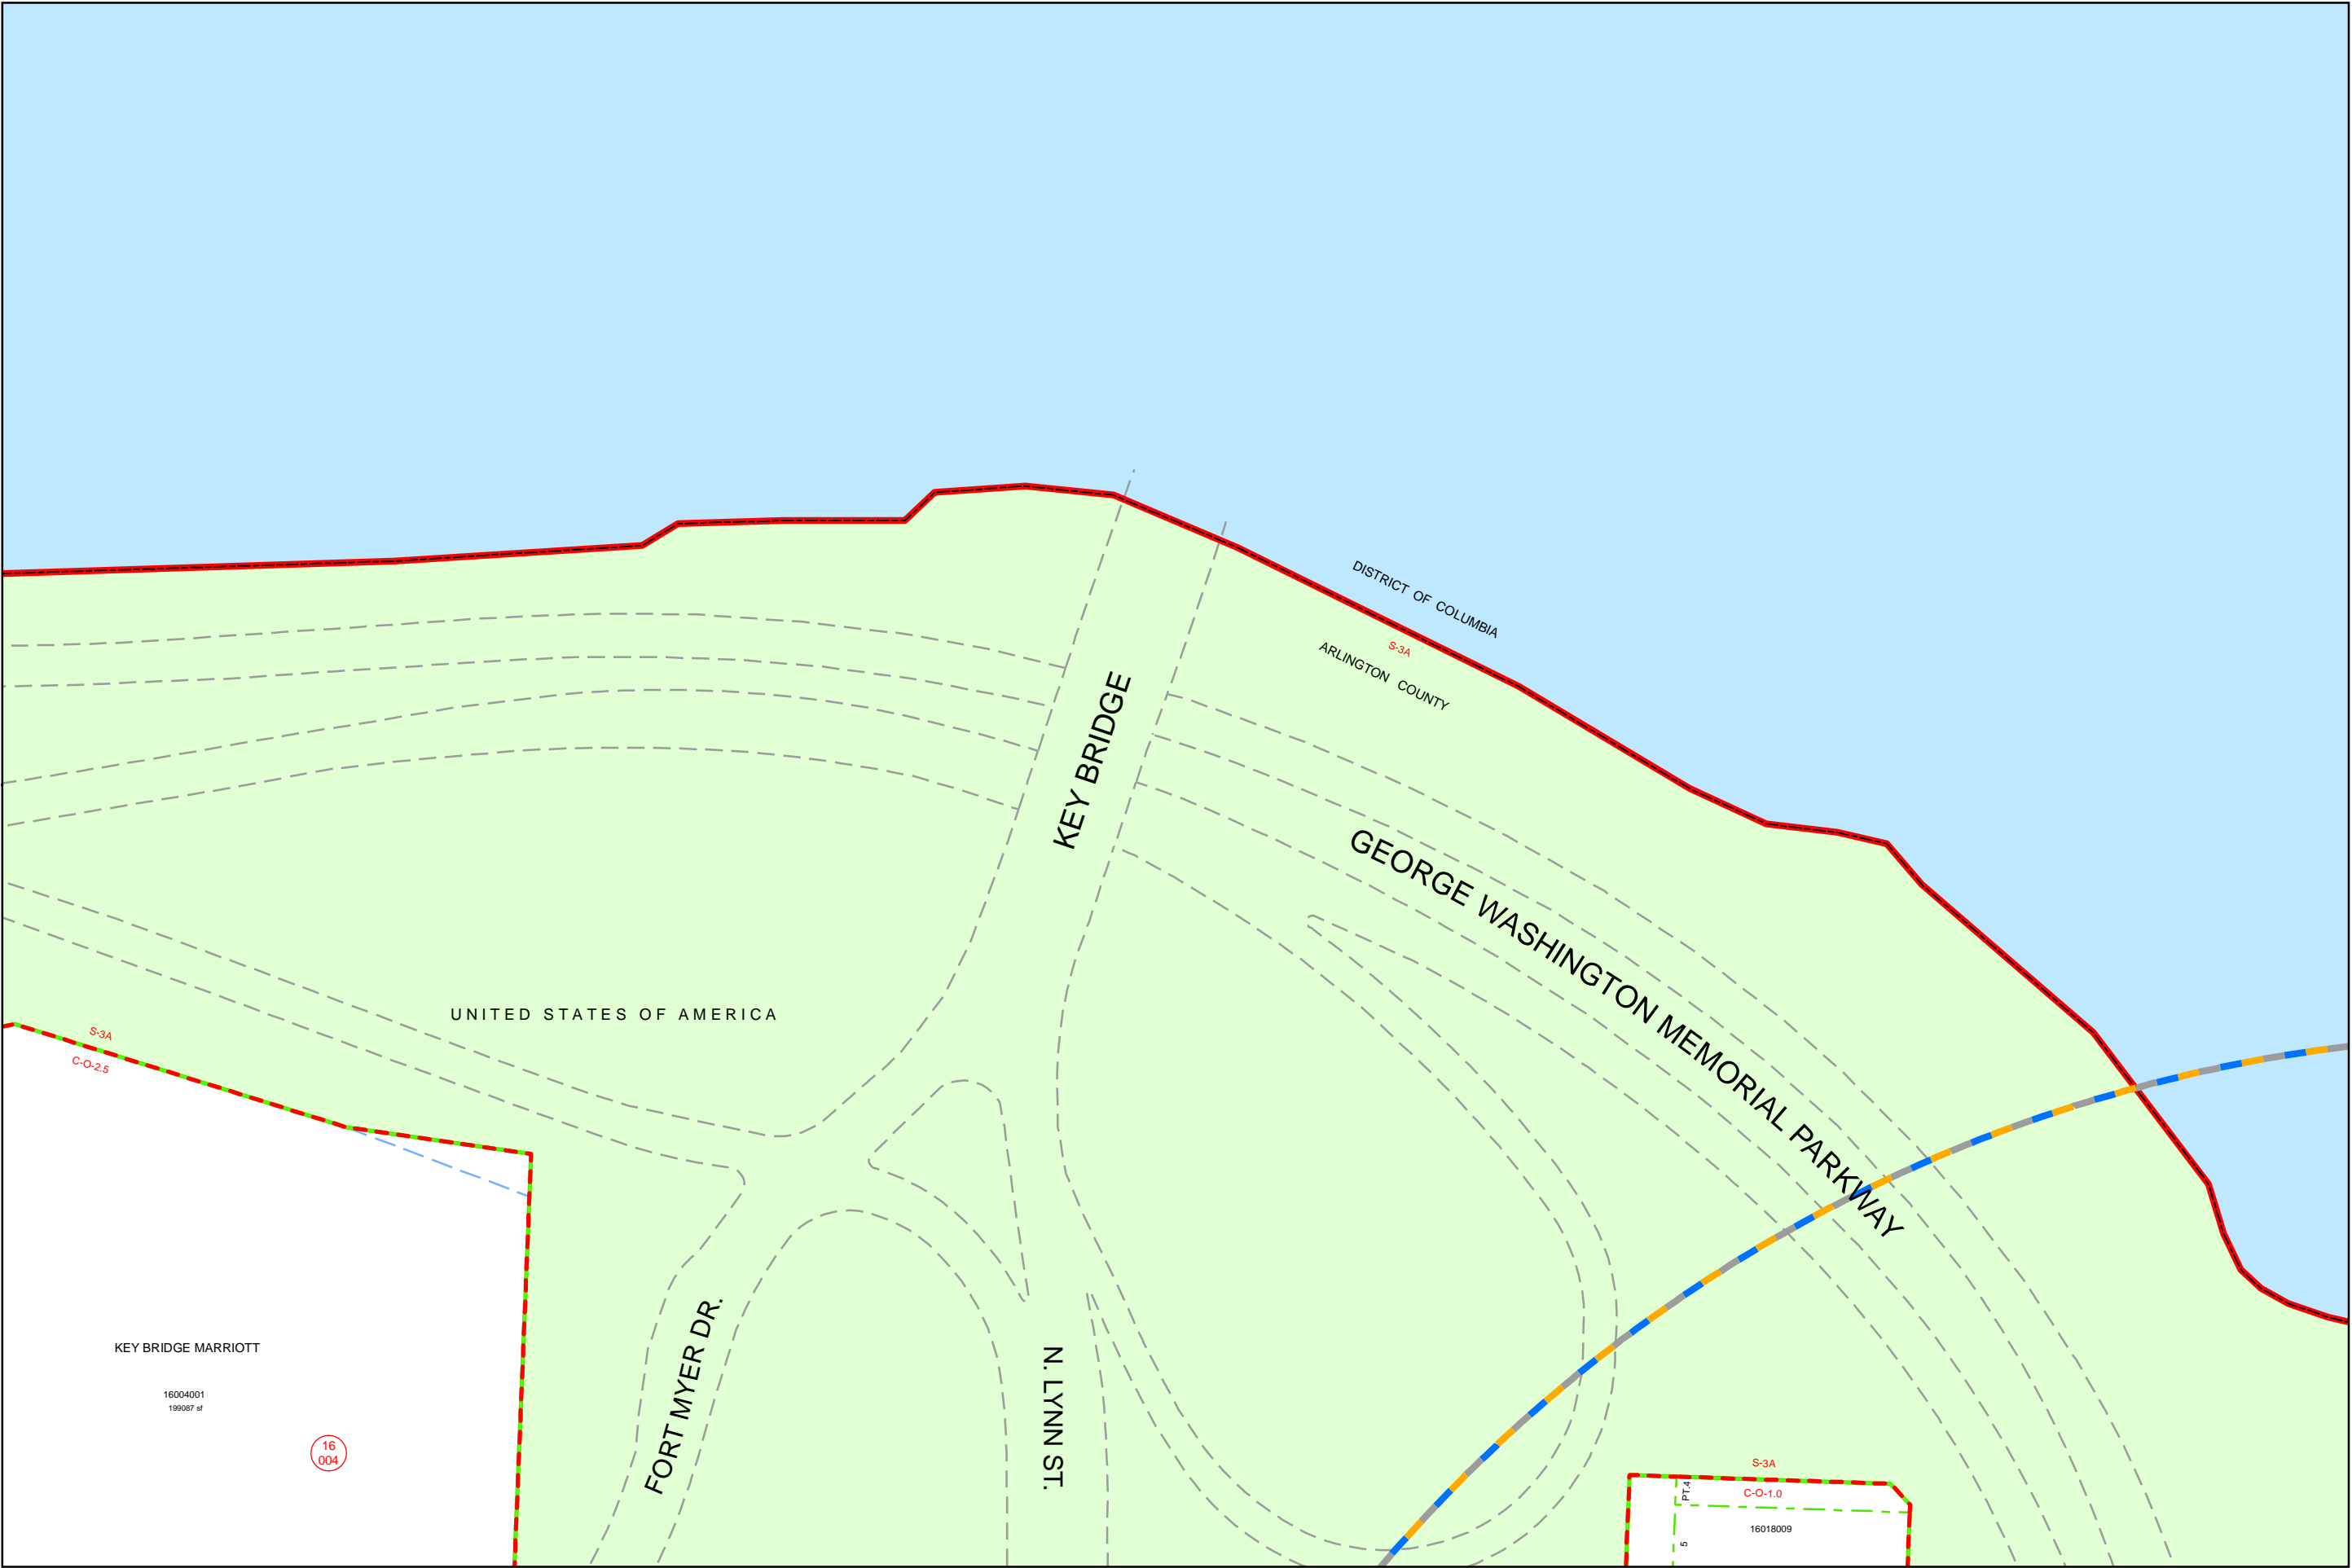 DISTRICT OF COLUMBIA
S-3A
ARLINGTON COUNTY
KEY BRIDGE
GEORGE WASHINGTON MEMORIAL PARKWAY
UNITED STATES OF AMERICA
S-3A
C-O-2.5
FORT MYER DR.
N. LYNN ST.
KEY BRIDGE MARRIOTT
16004001
199087 sf
16
004
S-3A
PT.4
C-O-1.0
16018009
5